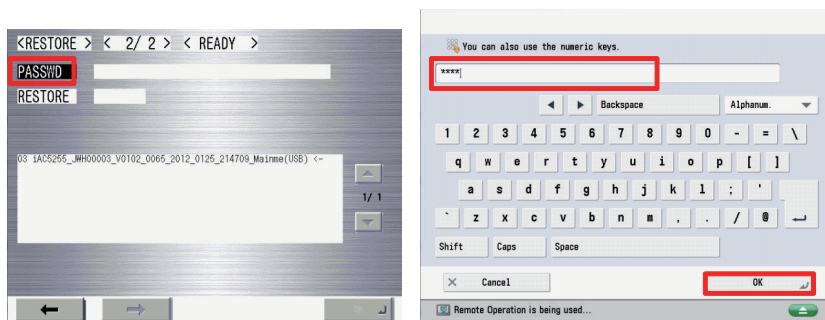 <RESTORE > < 2/ 2 > < READY >
PASSWD
RESTORE
03 iAC5255_JWH00003_V0102_0065_2012_0125_214709_Mainme(USB) <-
1/ 1
You can also use the numeric keys.
****
Backspace
Alphanum.
1 2 3 4 5 6 7 8 9 0 - = \
q w e r t y u i o p [ ]
a s d f g h j k l ; '
` z x c v b n m , . / @
Shift Caps Space
Cancel
OK
Remote Operation is being used...